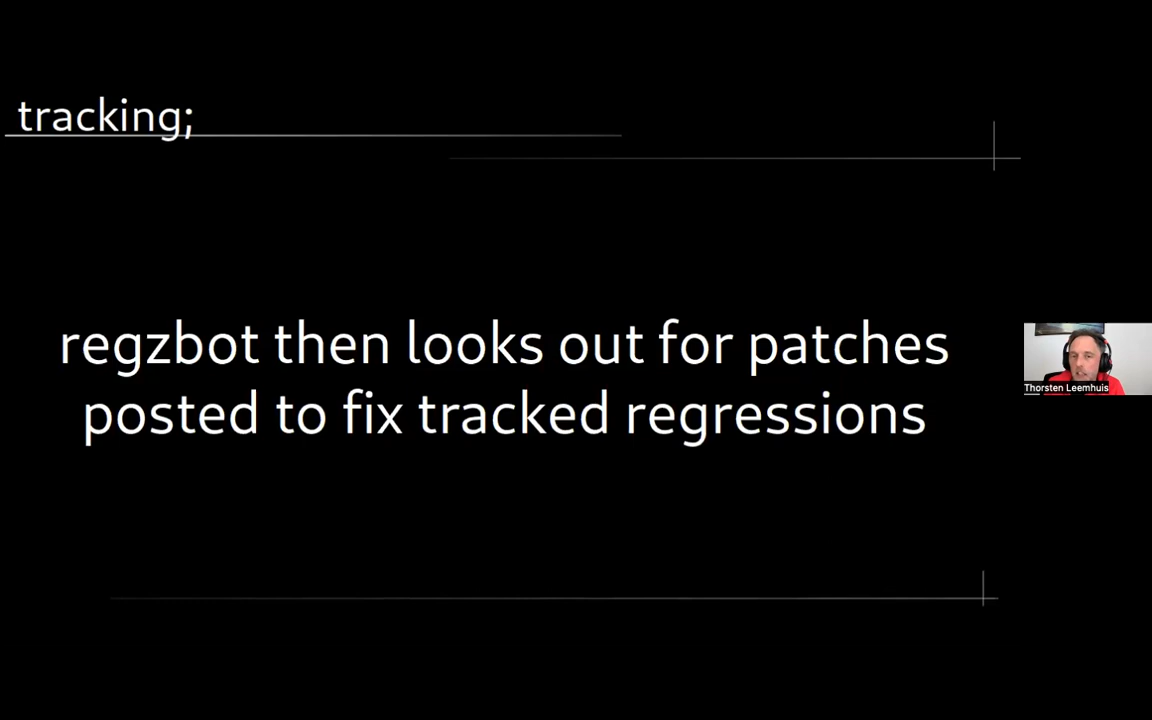 tracking;
regzbot then looks out for patches
posted to fix tracked regressions
Thorsten Leemhuis